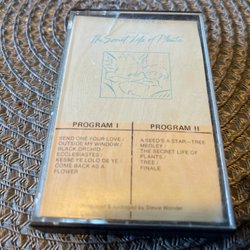 The Secret Life of Plants
PROGRAM I
SEND ONE YOUR LOVE/
OUTSIDE MY WINDOW/
BLACK ORCHID
ECCLESIASTES
KESSE YE LOLO DE YE/
COME BACK AS A
FLOWER
PROGRAM II
A SEED'S A STAR—TREE
MEDLEY/
THE SECRET LIFE OF
PLANTS/
TREE/
FINALE
& Arranged by Stevie Wonder